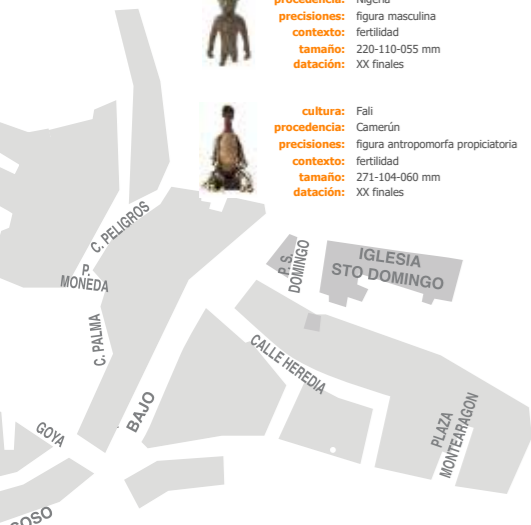 procedencia: Nigeria
precisiones: figura masculina
contexto: fertilidad
tamaño: 220-110-055 mm
datación: XX finales
cultura: Fali
procedencia: Camerún
precisiones: figura antropomorfa propiciatoria
contexto: fertilidad
tamaño: 271-104-060 mm
datación: XX finales
C. PELIGROS
P.
MONEDA
C. PALMA
P. S.
DOMINGO
IGLESIA
STO DOMINGO
CALLE HEREDIA
BAJO
GOYA
PLAZA
MONTEARAGON
OSO